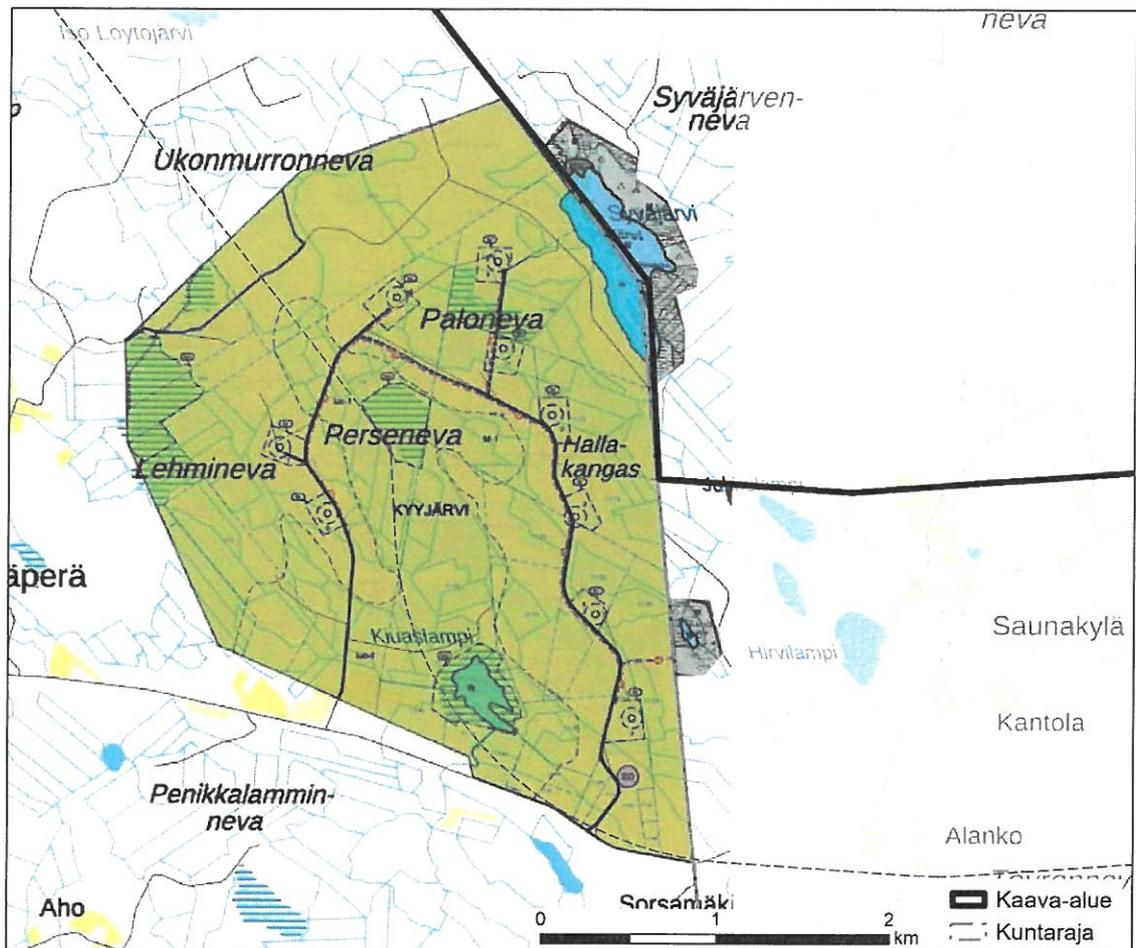 neva
Iso Löytöjärvi
Syväjärven-
neva
Ukonmurronneva
Syväjärvi
Paloneva
Perseneva
Halla-
kangas
Lehmineva
KYYJÄRVI
äperä
Kiuaslampi
Hirvilampi
Saunakylä
Kantola
Penikkalammin-
neva
Alanko
Aho
Sorsamäki
0 1 2
km
Kaava-alue
Kuntaraja